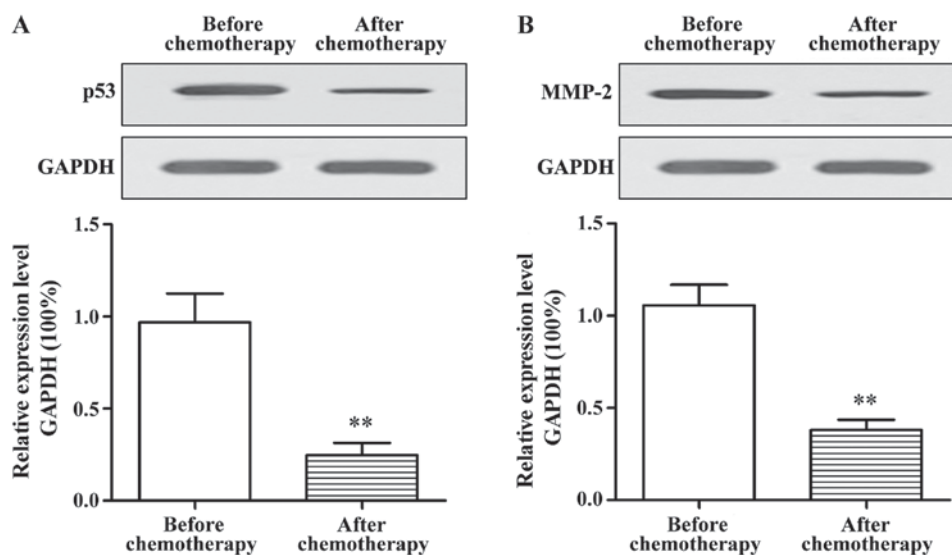 A
Before
chemotherapy
After
chemotherapy
p53
GAPDH
Relative expression level
GAPDH (100%)
1.5
1.0
0.5
0.0
**
Before
chemotherapy
After
chemotherapy
B
Before
chemotherapy
After
chemotherapy
MMP-2
GAPDH
Relative expression level
GAPDH (100%)
1.5
1.0
0.5
0.0
**
Before
chemotherapy
After
chemotherapy